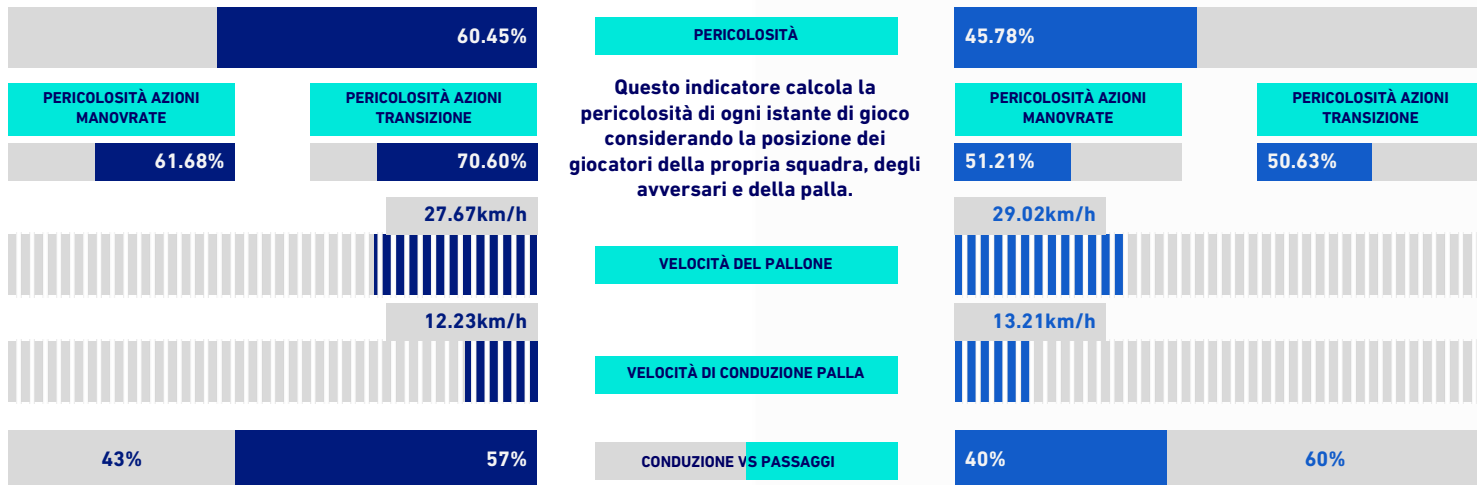 60.45%
PERICOLOSITÀ
45.78%
PERICOLOSITÀ AZIONI
MANOVRATE
PERICOLOSITÀ AZIONI
TRANSIZIONE
61.68%
70.60%
Questo indicatore calcola la
pericolosità di ogni istante di gioco
considerando la posizione dei
giocatori della propria squadra, degli
avversari e della palla.
PERICOLOSITÀ AZIONI
MANOVRATE
PERICOLOSITÀ AZIONI
TRANSIZIONE
51.21%
50.63%
27.67km/h
VELOCITÀ DEL PALLONE
29.02km/h
12.23km/h
VELOCITÀ DI CONDUZIONE PALLA
13.21km/h
43%
57%
CONDUZIONE VS PASSAGGI
40%
60%